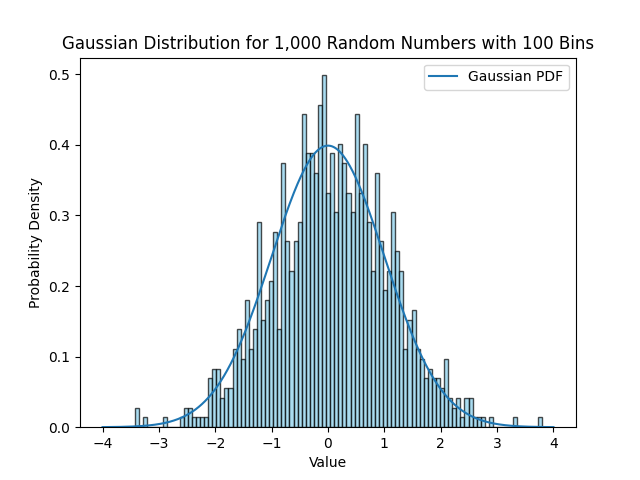 Gaussian Distribution for 1,000 Random Numbers with 100 Bins
Gaussian PDF
Probability Density
0.5
0.4
0.3
0.2
0.1
0.0
−4 −3 −2 −1 0 1 2 3 4
Value